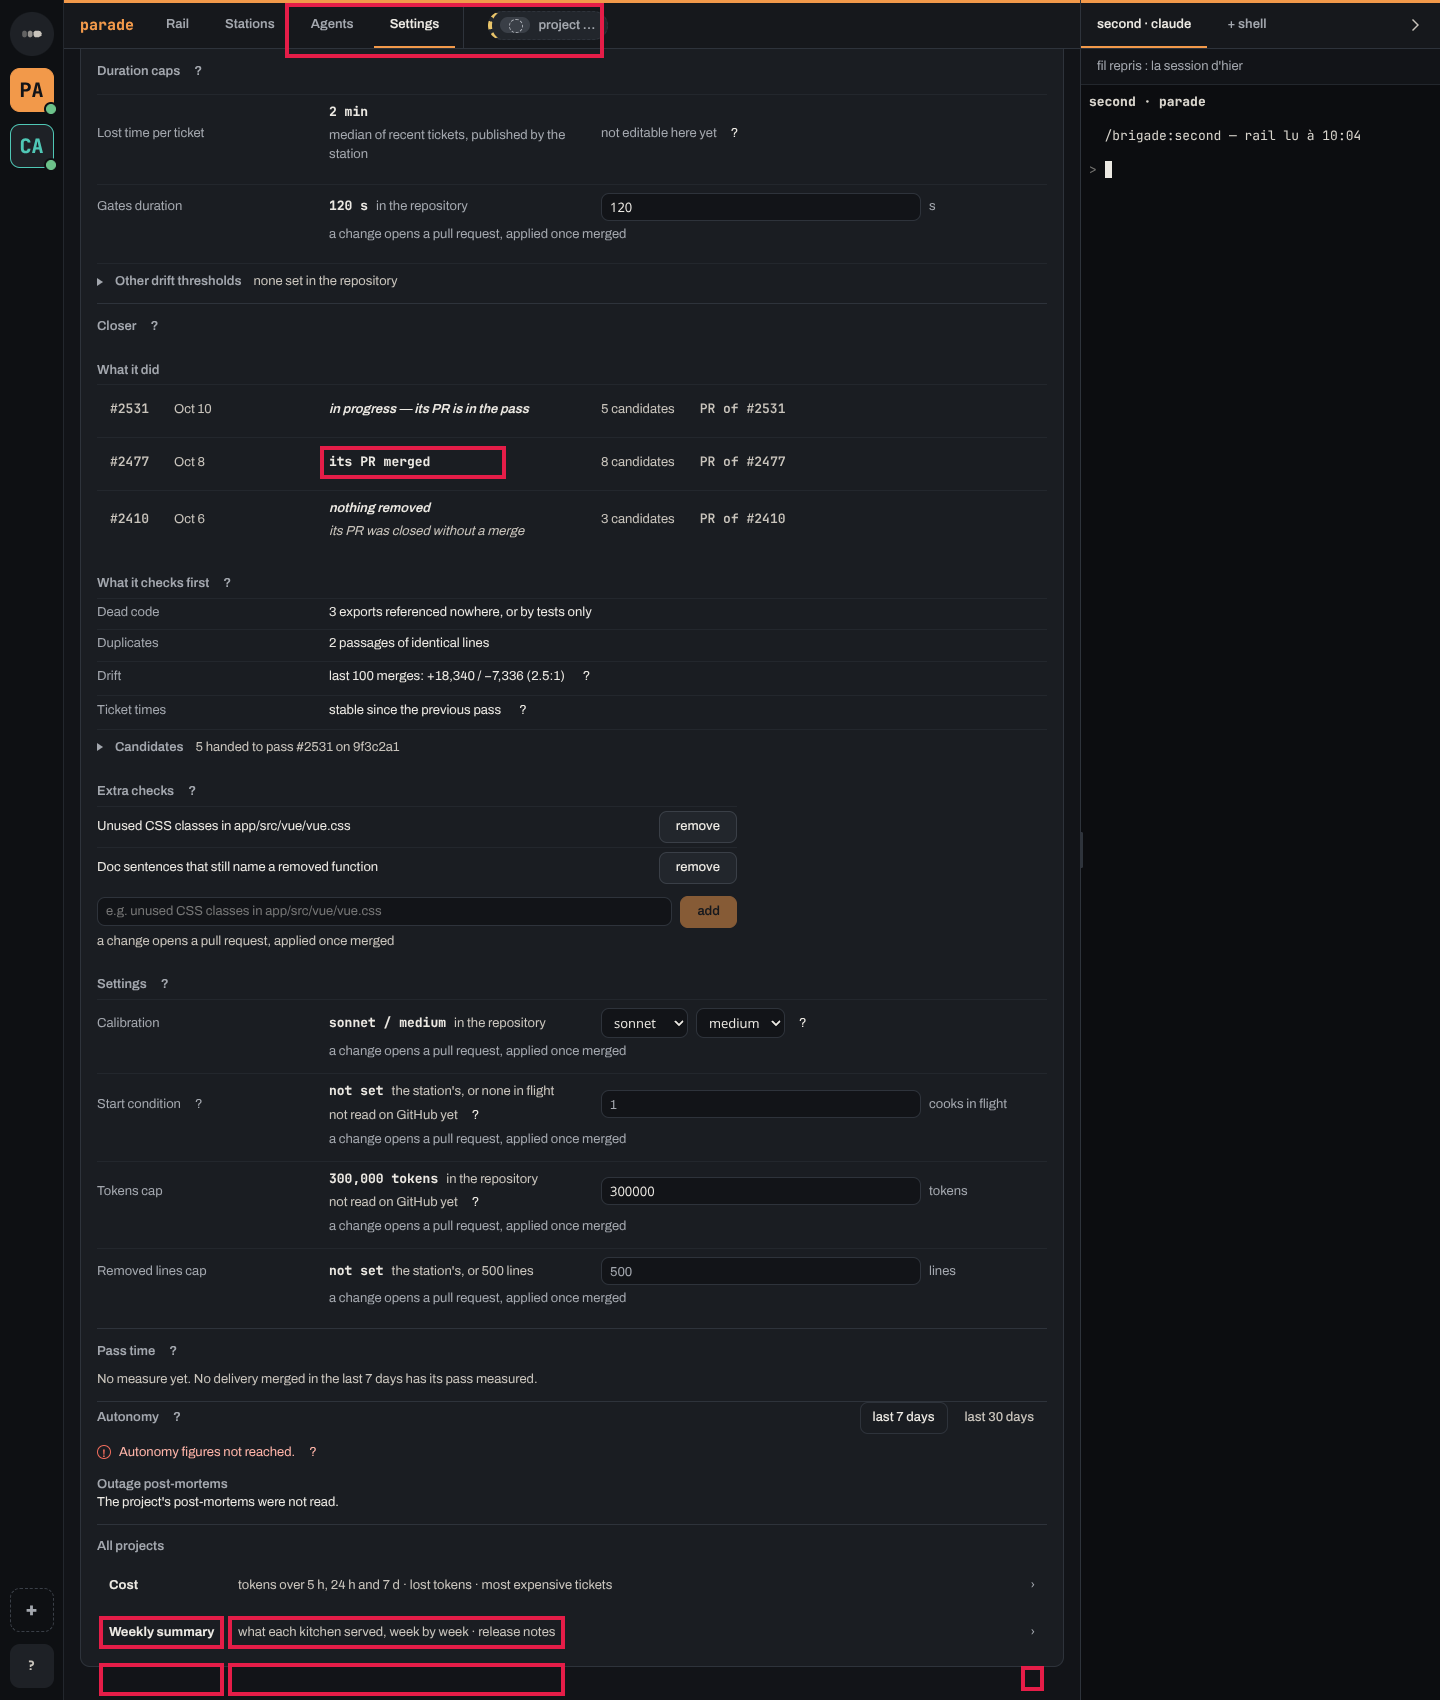 parade Rail Stations Agents Settings project ...
second · claude + shell
PA
CA
fil repris : la session d'hier
second · parade
/brigade:second — rail lu à 10:04
>
Duration caps ?
Lost time per ticket
2 min
median of recent tickets, published by the
station
not editable here yet ?
Gates duration
120 s in the repository
120 s
a change opens a pull request, applied once merged
Other drift thresholds none set in the repository
Closer ?
What it did
#2531 Oct 10 in progress — its PR is in the pass 5 candidates PR of #2531
#2477 Oct 8 its PR merged 8 candidates PR of #2477
#2410 Oct 6 nothing removed 3 candidates PR of #2410
its PR was closed without a merge
What it checks first ?
Dead code 3 exports referenced nowhere, or by tests only
Duplicates 2 passages of identical lines
Drift last 100 merges: +18,340 / −7,336 (2.5:1) ?
Ticket times stable since the previous pass ?
Candidates 5 handed to pass #2531 on 9f3c2a1
Extra checks ?
Unused CSS classes in app/src/vue/vue.css remove
Doc sentences that still name a removed function remove
e.g. unused CSS classes in app/src/vue/vue.css add
a change opens a pull request, applied once merged
Settings ?
Calibration sonnet / medium in the repository sonnet medium ?
a change opens a pull request, applied once merged
Start condition ?
not set the station's, or none in flight
not read on GitHub yet ?
1 cooks in flight
a change opens a pull request, applied once merged
Tokens cap
300,000 tokens in the repository
not read on GitHub yet ?
300000 tokens
a change opens a pull request, applied once merged
Removed lines cap not set the station's, or 500 lines 500 lines
a change opens a pull request, applied once merged
Pass time ?
No measure yet. No delivery merged in the last 7 days has its pass measured.
Autonomy ? last 7 days last 30 days
Autonomy figures not reached. ?
Outage post-mortems
The project's post-mortems were not read.
All projects
Cost tokens over 5 h, 24 h and 7 d · lost tokens · most expensive tickets ›
Weekly summary what each kitchen served, week by week · release notes ›
+
?